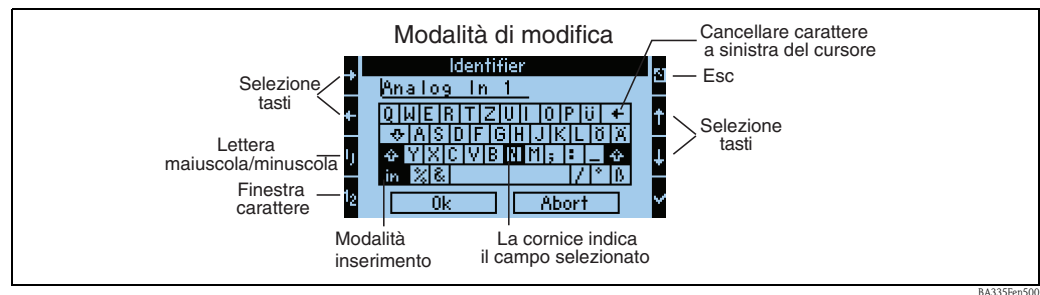 Modalità di modifica
Cancellare carattere
a sinistra del cursore
Esc
Selezione
tasti
Selezione
tasti
Lettera
maiuscola/minuscola
Finestra
carattere
Identifier
Analog In 1
Q W E R T Z U I O P Ü
A S D F G H J K L Ö Ä
Y X C V B N M ; : _
in % & / ° ß
Ok Abort
Modalità
inserimento
La cornice indica
il campo selezionato
BA335Fen500